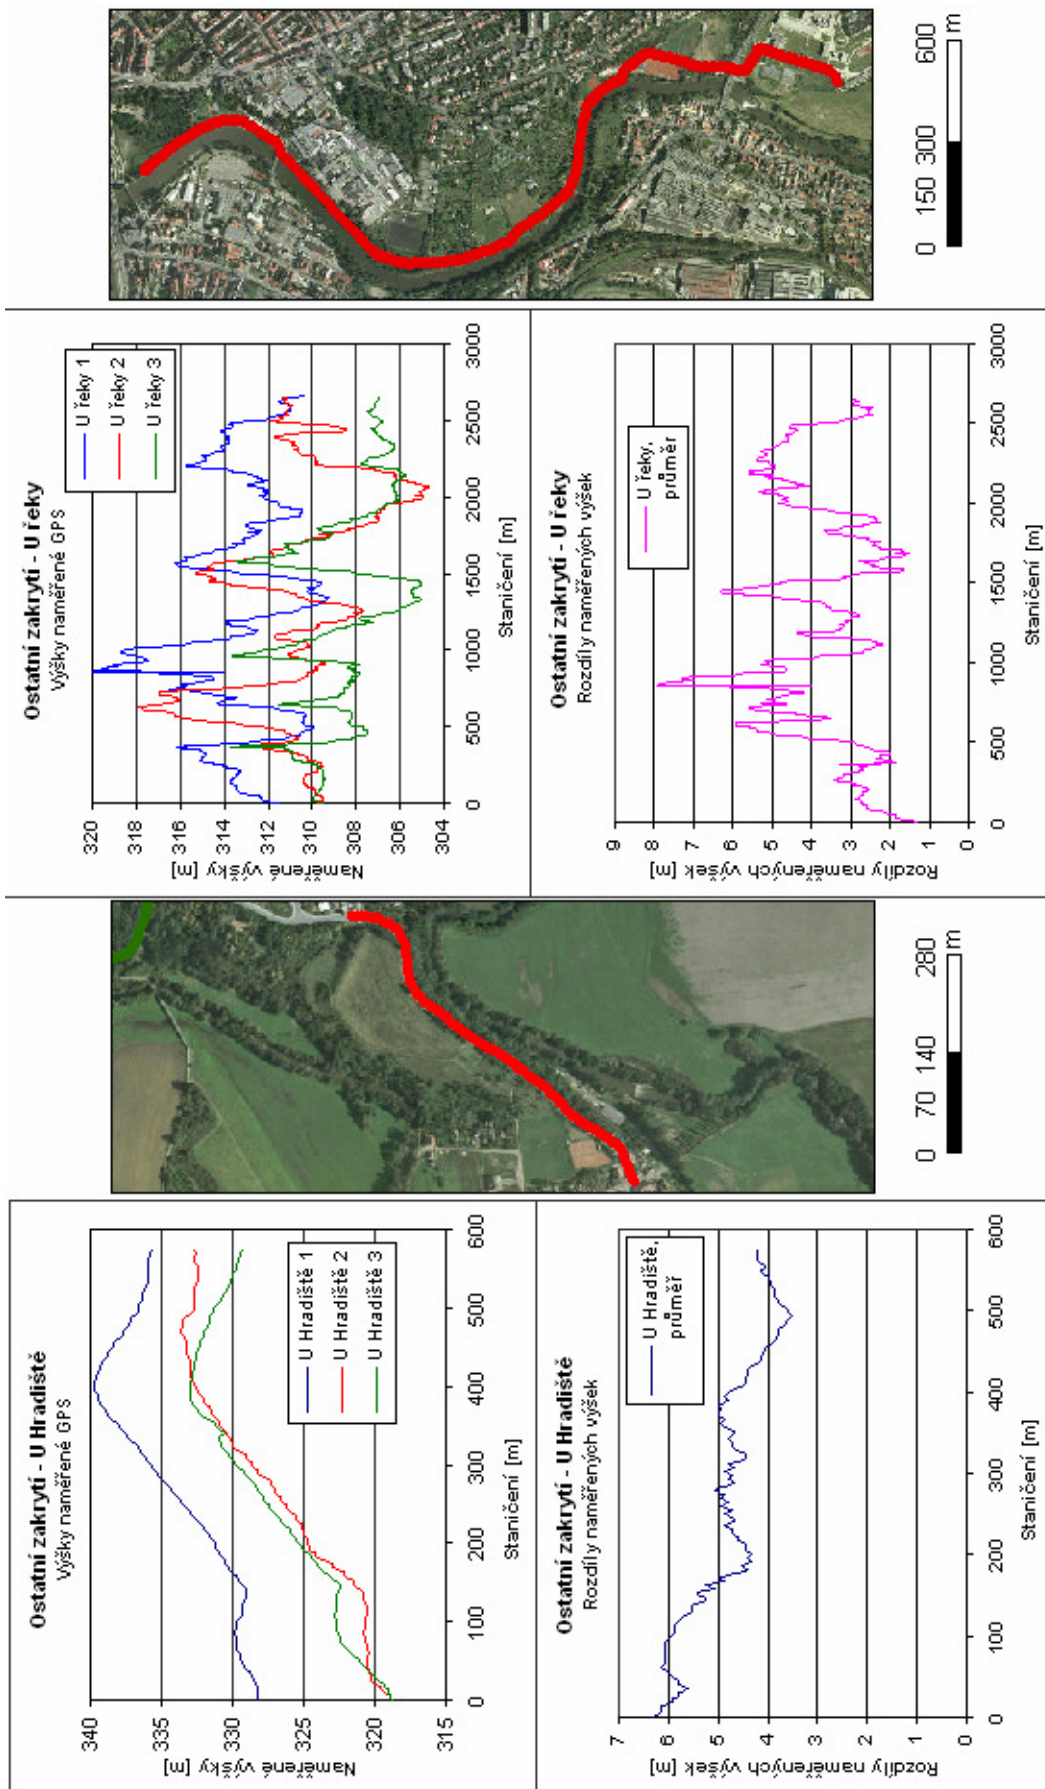 Ostatní zakrytí - U Hradiště
Výšky naměřené GPS
Naměřené výšky [m]
340
335
330
325
320
315
0
100
200
300
400
500
600
Staničení [m]
U Hradiště 1
U Hradiště 2
U Hradiště 3
Ostatní zakrytí - U Hradiště
Rozdíly naměřených výšek
Rozdíly naměřených výšek [m]
7
6
5
4
3
2
1
0
0
100
200
300
400
500
600
Staničení [m]
U Hradiště,
průměr
0 70 140 280
m
Ostatní zakrytí - U řeky
Výšky naměřené GPS
Naměřené výšky [m]
320
318
316
314
312
310
308
306
304
0
500
1000
1500
2000
2500
3000
Staničení [m]
U řeky 1
U řeky 2
U řeky 3
Ostatní zakrytí - U řeky
Rozdíly naměřených výšek
Rozdíly naměřených výšek [m]
9
8
7
6
5
4
3
2
1
0
0
500
1000
1500
2000
2500
3000
Staničení [m]
U řeky,
průměr
0 150 300 600
m